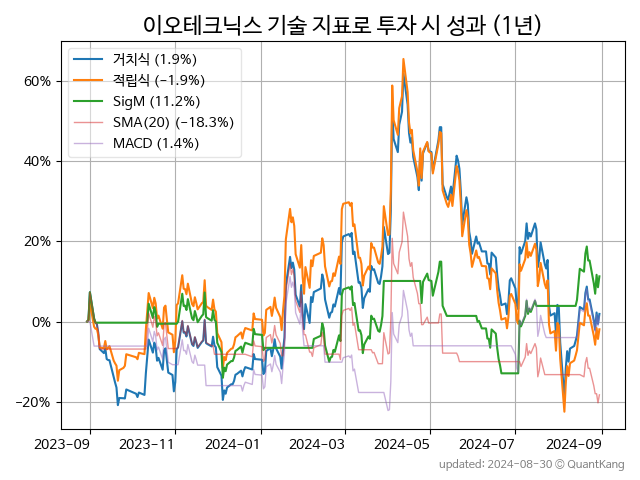 이오테크닉스 기술 지표로 투자 시 성과 (1년)
거치식 (1.9%)
적립식 (−1.9%)
SigM (11.2%)
SMA(20) (−18.3%)
MACD (1.4%)
60%
40%
20%
0%
−20%
2023−09
2023−11
2024−01
2024−03
2024−05
2024−07
2024−09
updated: 2024−08−30 ⓒ QuantKang